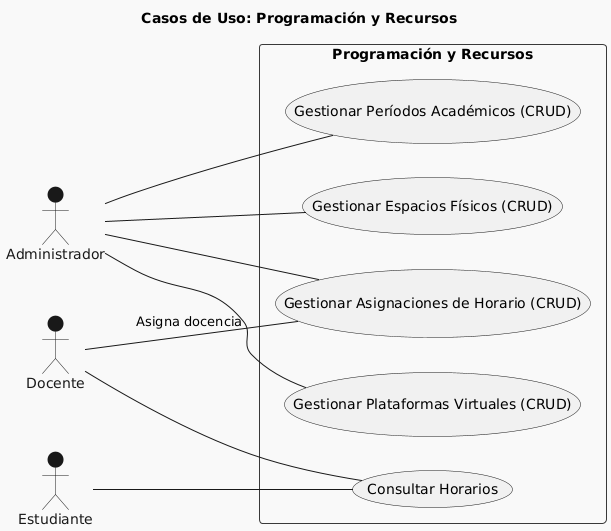 Casos de Uso: Programación y Recursos
Programación y Recursos
Gestionar Períodos Académicos (CRUD)
Gestionar Espacios Físicos (CRUD)
Administrador
Gestionar Asignaciones de Horario (CRUD)
Asigna docencia
Docente
Gestionar Plataformas Virtuales (CRUD)
Consultar Horarios
Estudiante